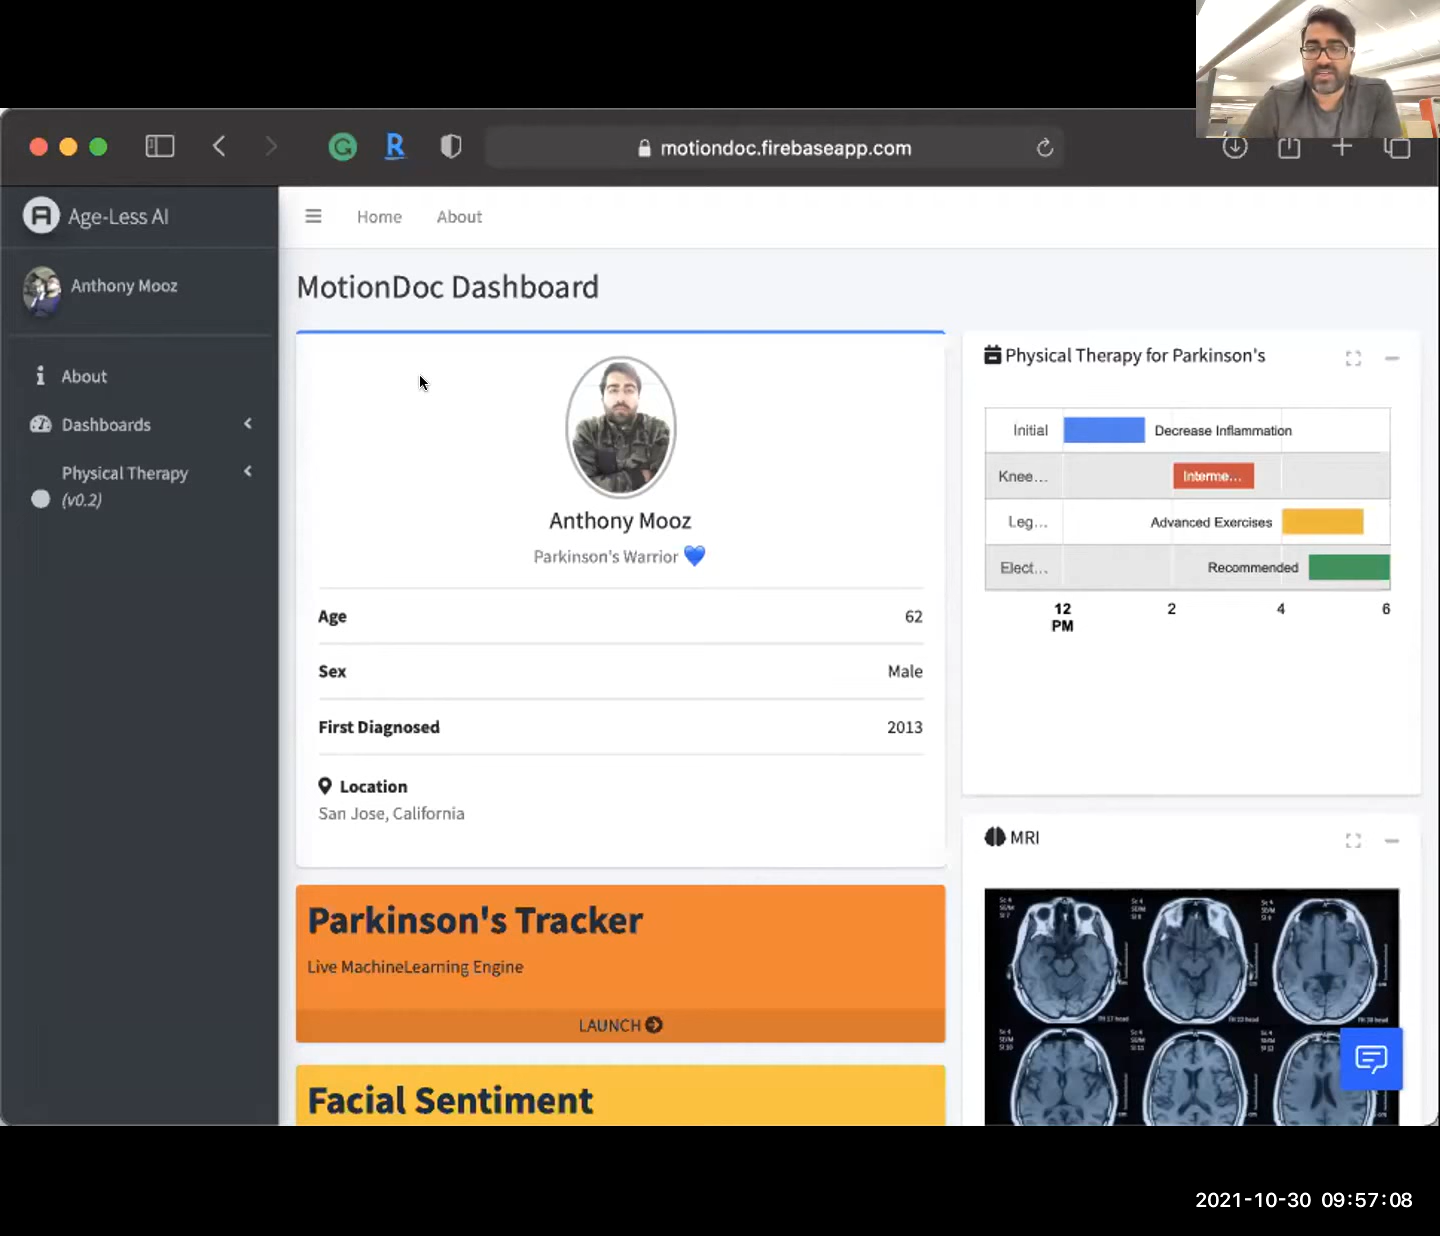 motiondoc.firebaseapp.com
Age-Less AI
Home About
Anthony Mooz
MotionDoc Dashboard
About
Dashboards
Physical Therapy
(v0.2)
Anthony Mooz
Parkinson's Warrior 💙
Age 62
Sex Male
First Diagnosed 2013
Location
San Jose, California
Parkinson's Tracker
Live MachineLearning Engine
LAUNCH
Facial Sentiment
Physical Therapy for Parkinson's
Initial Decrease Inflammation
Knee... Interme...
Leg... Advanced Exercises
Elect... Recommended
12 2 4 6
PM
MRI
2021-10-30 09:57:08